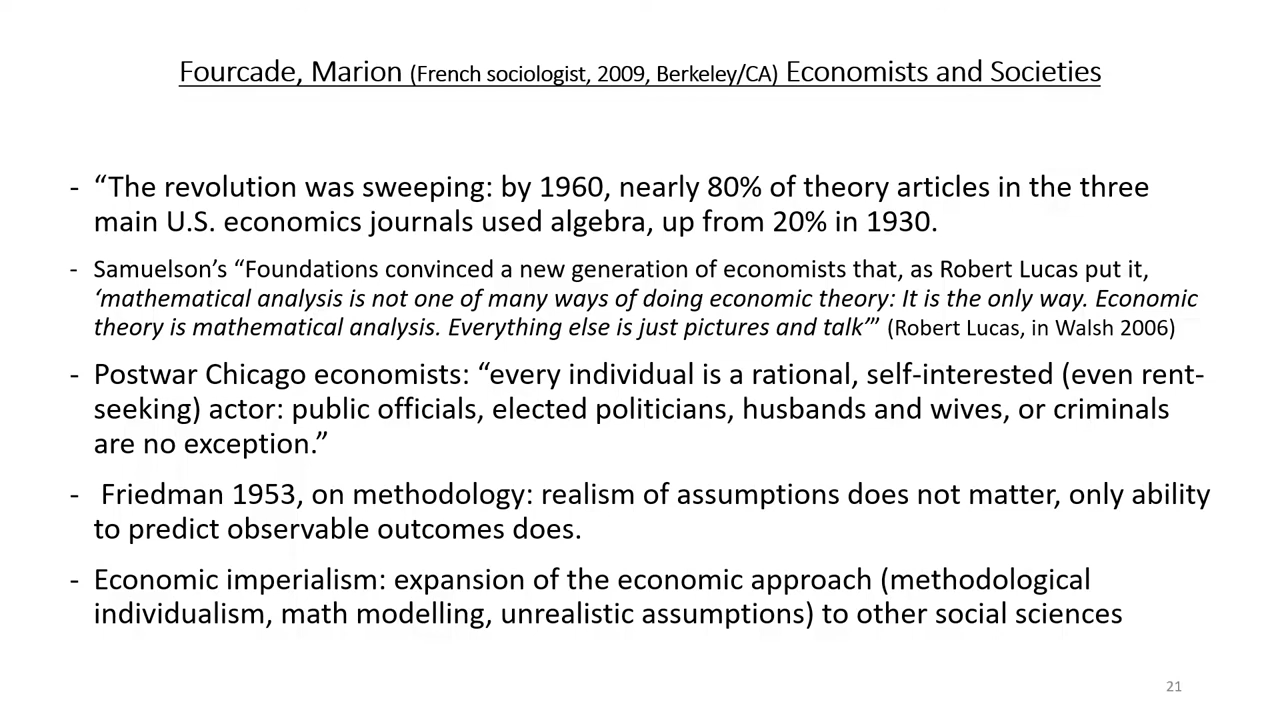 Fourcade, Marion (French sociologist, 2009, Berkeley/CA) Economists and Societies
- “The revolution was sweeping: by 1960, nearly 80% of theory articles in the three
main U.S. economics journals used algebra, up from 20% in 1930.
- Samuelson’s “Foundations convinced a new generation of economists that, as Robert Lucas put it,
‘mathematical analysis is not one of many ways of doing economic theory: It is the only way. Economic
theory is mathematical analysis. Everything else is just pictures and talk’” (Robert Lucas, in Walsh 2006)
- Postwar Chicago economists: “every individual is a rational, self-interested (even rent-
seeking) actor: public officials, elected politicians, husbands and wives, or criminals
are no exception.”
- Friedman 1953, on methodology: realism of assumptions does not matter, only ability
to predict observable outcomes does.
- Economic imperialism: expansion of the economic approach (methodological
individualism, math modelling, unrealistic assumptions) to other social sciences
21